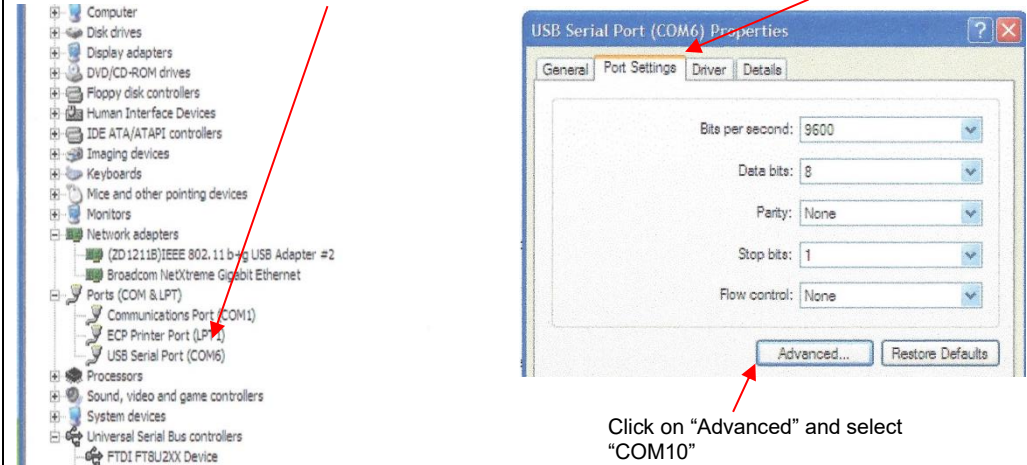 Computer
Disk drives
Display adapters
DVD/CD-ROM drives
Floppy disk controllers
Human Interface Devices
IDE ATA/ATAPI controllers
Imaging devices
Keyboards
Mice and other pointing devices
Monitors
Network adapters
(ZD1211B)IEEE 802.11 b+g USB Adapter #2
Broadcom NetXtreme Gigabit Ethernet
Ports (COM & LPT)
Communications Port (COM1)
ECP Printer Port (LPT1)
USB Serial Port (COM6)
Processors
Sound, video and game controllers
System devices
Universal Serial Bus controllers
FTDI FT8U2XX Device
USB Serial Port (COM6) Properties
General Port Settings Driver Details
Bits per second: 9600
Data bits: 8
Parity: None
Stop bits: 1
Flow control: None
Advanced... Restore Defaults
Click on “Advanced” and select
“COM10”